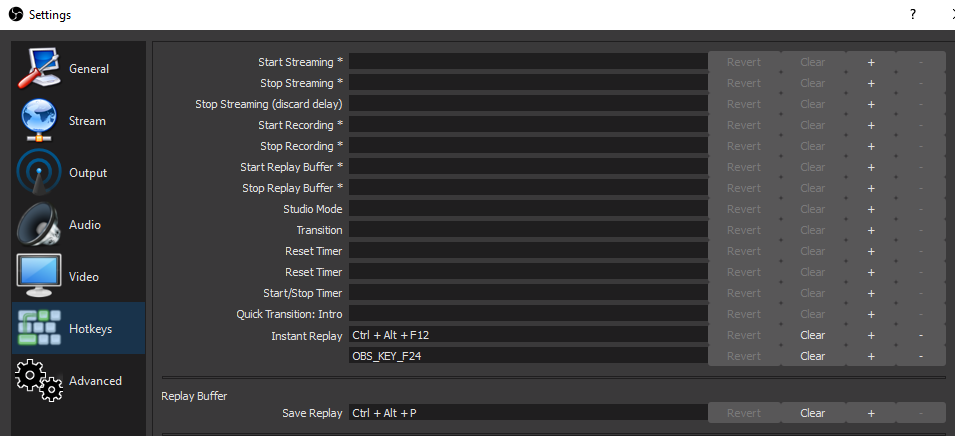 Settings ?
General
Stream
Output
Audio
Video
Hotkeys
Advanced
Start Streaming * Revert Clear + -
Stop Streaming * Revert Clear + -
Stop Streaming (discard delay) Revert Clear + -
Start Recording * Revert Clear + -
Stop Recording * Revert Clear + -
Start Replay Buffer * Revert Clear + -
Stop Replay Buffer * Revert Clear + -
Studio Mode Revert Clear + -
Transition Revert Clear + -
Reset Timer Revert Clear + -
Reset Timer Revert Clear + -
Start/Stop Timer Revert Clear + -
Quick Transition: Intro Revert Clear + -
Instant Replay Ctrl + Alt + F12 Revert Clear + -
OBS_KEY_F24 Revert Clear + -
Replay Buffer
Save Replay Ctrl + Alt + P Revert Clear + -